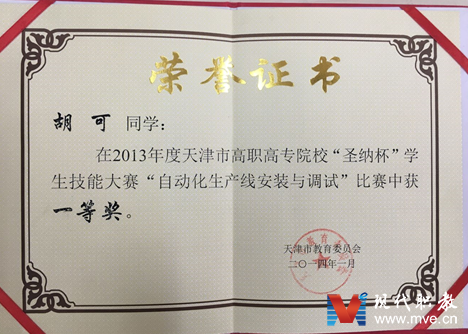 荣誉证书
胡可 同学：
在2013年度天津市高职高专院校“圣纳杯”学
生技能大赛“自动化生产线安装与调试”比赛中获
一等奖。
天津市教育委员会
二〇一四年一月
现代职教
www.mve.cn